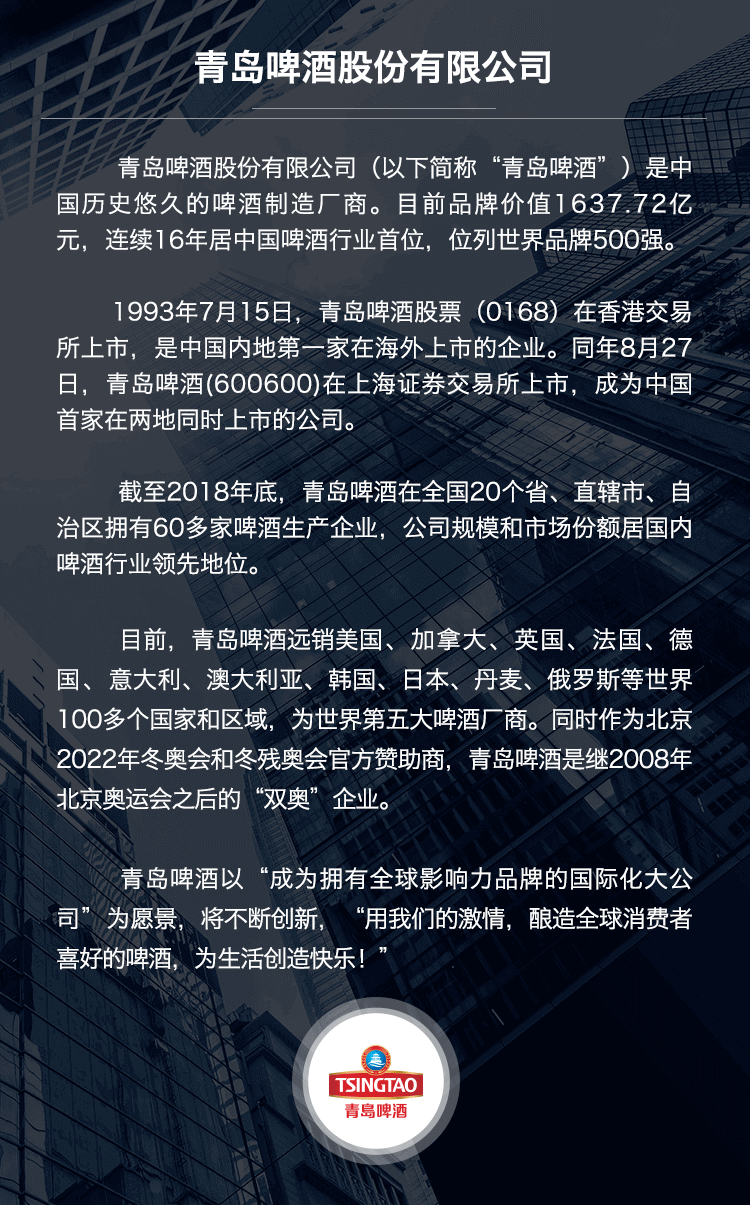 青岛啤酒股份有限公司
青岛啤酒股份有限公司（以下简称“青岛啤酒”）是中
国历史悠久的啤酒制造厂商。目前品牌价值1637.72亿
元，连续16年居中国啤酒行业首位，位列世界品牌500强。
1993年7月15日，青岛啤酒股票（0168）在香港交易
所上市，是中国内地第一家在海外上市的企业。同年8月27
日，青岛啤酒(600600)在上海证券交易所上市，成为中国
首家在两地同时上市的公司。
截至2018年底，青岛啤酒在全国20个省、直辖市、自
治区拥有60多家啤酒生产企业，公司规模和市场份额居国内
啤酒行业领先地位。
目前，青岛啤酒远销美国、加拿大、英国、法国、德
国、意大利、澳大利亚、韩国、日本、丹麦、俄罗斯等世界
100多个国家和区域，为世界第五大啤酒厂商。同时作为北京
2022年冬奥会和冬残奥会官方赞助商，青岛啤酒是继2008年
北京奥运会之后的“双奥”企业。
青岛啤酒以“成为拥有全球影响力品牌的国际化大公
司”为愿景，将不断创新，“用我们的激情，酿造全球消费者
喜好的啤酒，为生活创造快乐！”
TSINGTAO
青島啤酒